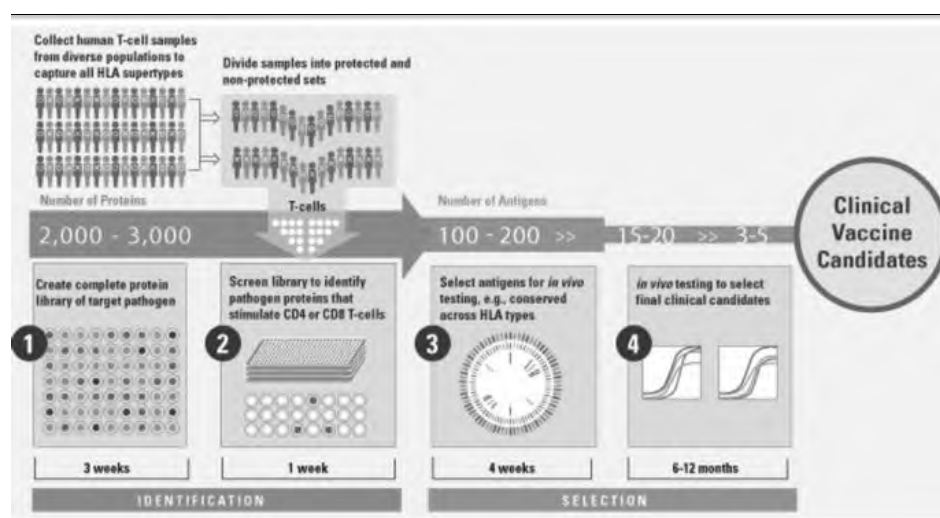 Collect human T-cell samples
from diverse populations to
capture all HLA supertypes
Divide samples into protected and
non-protected sets
T-cells
Number of Proteins
2,000 - 3,000
Number of Antigens
100 - 200 >>
15-20 >> 3-5
Clinical
Vaccine
Candidates
1
Create complete protein
library of target pathogen
3 weeks
2
Screen library to identify
pathogen proteins that
stimulate CD4 or CD8 T-cells
1 week
3
Select antigens for in vivo
testing, e.g., conserved
across HLA types
4 weeks
4
in vivo testing to select
final clinical candidates
6-12 months
IDENTIFICATION
SELECTION